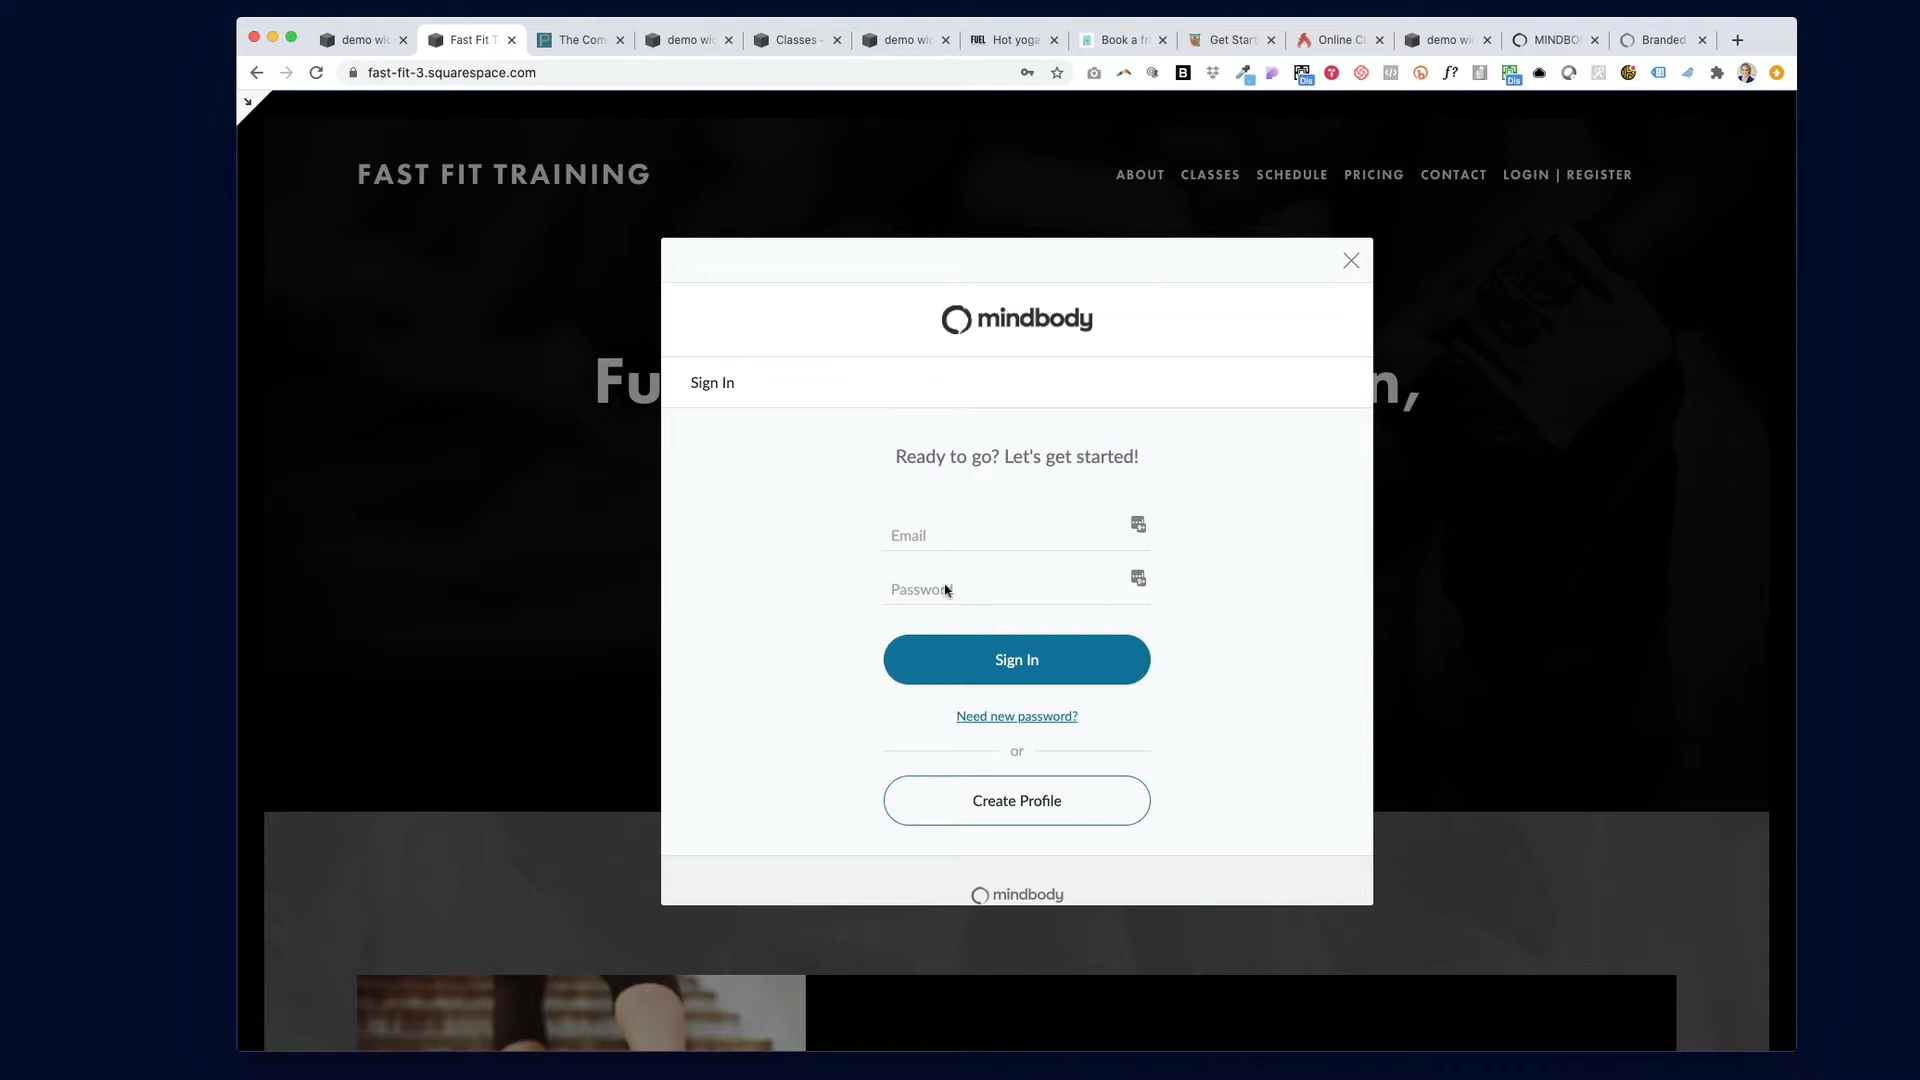 demo wi
Fast Fit T
The Com
demo wi
Classes -
demo wi
FUEL Hot yoga
Book a fr
Get Start
Online Cl
demo wi
MINDBO
Branded
fast-fit-3.squarespace.com
FAST FIT TRAINING
ABOUT CLASSES SCHEDULE PRICING CONTACT LOGIN | REGISTER
mindbody
Fu
n,
Sign In
Ready to go? Let's get started!
Email
Password
Sign In
Need new password?
or
Create Profile
mindbody